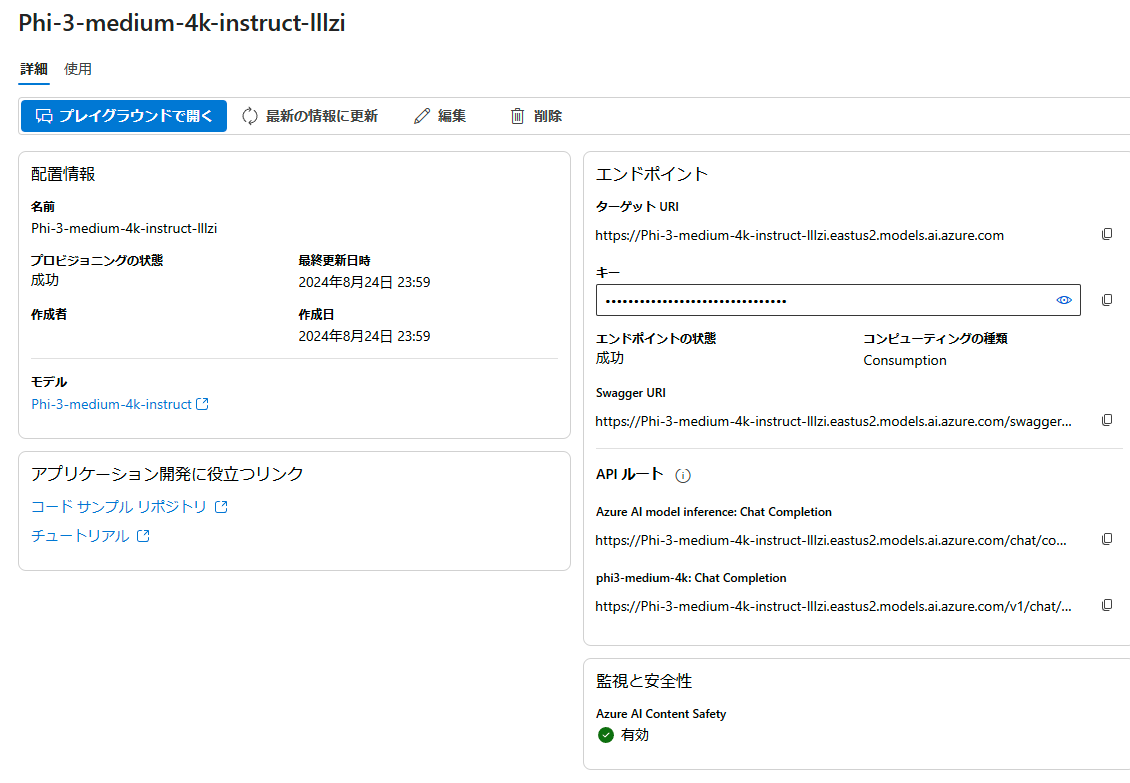 Phi-3-medium-4k-instruct-lllzi
詳細 使用
プレイグラウンドで開く 最新の情報に更新 編集 削除
配置情報
名前
Phi-3-medium-4k-instruct-lllzi
プロビジョニングの状態 最終更新日時
成功 2024年8月24日 23:59
作成者 作成日
2024年8月24日 23:59
モデル
Phi-3-medium-4k-instruct
アプリケーション開発に役立つリンク
コード サンプル リポジトリ
チュートリアル
エンドポイント
ターゲット URI
https://Phi-3-medium-4k-instruct-lllzi.eastus2.models.ai.azure.com
キー
••••••••••••••••••••••••••••••••
エンドポイントの状態 コンピューティングの種類
成功 Consumption
Swagger URI
https://Phi-3-medium-4k-instruct-lllzi.eastus2.models.ai.azure.com/swagger...
API ルート
Azure AI model inference: Chat Completion
https://Phi-3-medium-4k-instruct-lllzi.eastus2.models.ai.azure.com/chat/co...
phi3-medium-4k: Chat Completion
https://Phi-3-medium-4k-instruct-lllzi.eastus2.models.ai.azure.com/v1/chat/...
監視と安全性
Azure AI Content Safety
有効